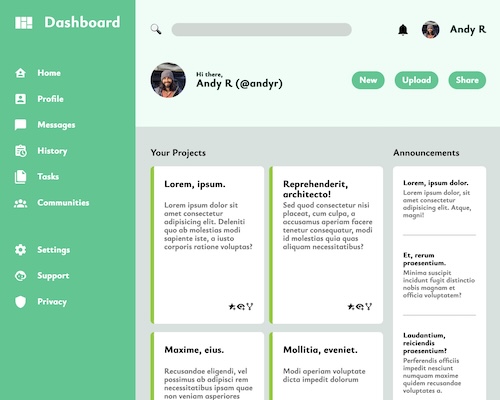 Dashboard
Home
Profile
Messages
History
Tasks
Communities
Settings
Support
Privacy
Andy R
Hi there,
Andy R (@andyr)
New
Upload
Share
Your Projects
Lorem, ipsum.
Lorem ipsum dolor sit
amet consectetur
adipisicing elit. Deleniti
quo ab molestias modi
sapiente iste, a iusto
corporis ratione voluptas?
Reprehenderit,
architecto!
Sed quod consectetur nisi
placeat, cum culpa, a
accusamus aperiam facere
tenetur consequatur, modi
id molestias quia quas
aliquam necessitatibus?
Maxime, eius.
Recusandae eligendi, vel
possimus ab adipisci rem
necessitatibus ipsam quae
non veniam asperiores
Mollitia, eveniet.
Modi aperiam voluptate
dicta impedit dolorum
Announcements
Lorem, ipsum dolor.
Lorem ipsum dolor, sit
amet consectetur
adipisicing elit. Atque,
magni!
Et, rerum
praesentium.
Minima suscipit
incidunt fugit distinctio
nobis magnam et
officia voluptatem?
Laudantium,
reiciendis
praesentium?
Perferendis officiis
impedit nesciunt
numquam maxime
quidem recusandae
voluptates a.